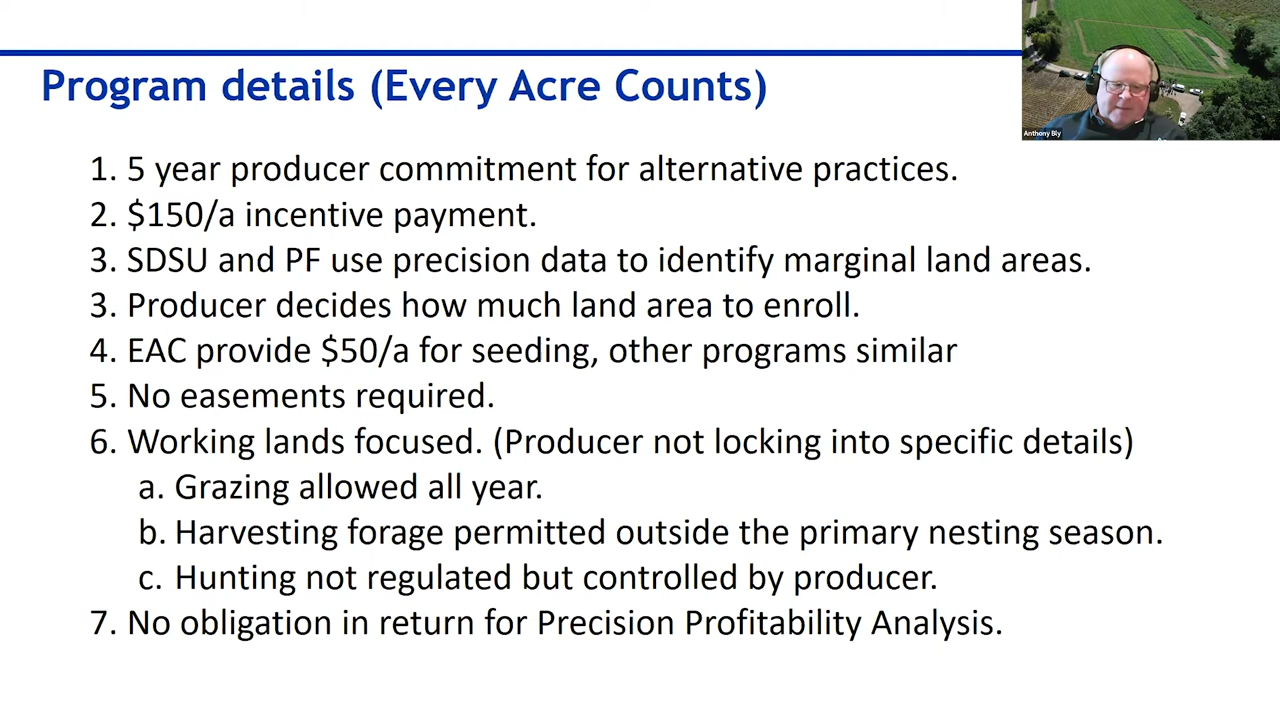 Program details (Every Acre Counts)
Anthony Bly
1. 5 year producer commitment for alternative practices.
2. $150/a incentive payment.
3. SDSU and PF use precision data to identify marginal land areas.
3. Producer decides how much land area to enroll.
4. EAC provide $50/a for seeding, other programs similar
5. No easements required.
6. Working lands focused. (Producer not locking into specific details)
a. Grazing allowed all year.
b. Harvesting forage permitted outside the primary nesting season.
c. Hunting not regulated but controlled by producer.
7. No obligation in return for Precision Profitability Analysis.